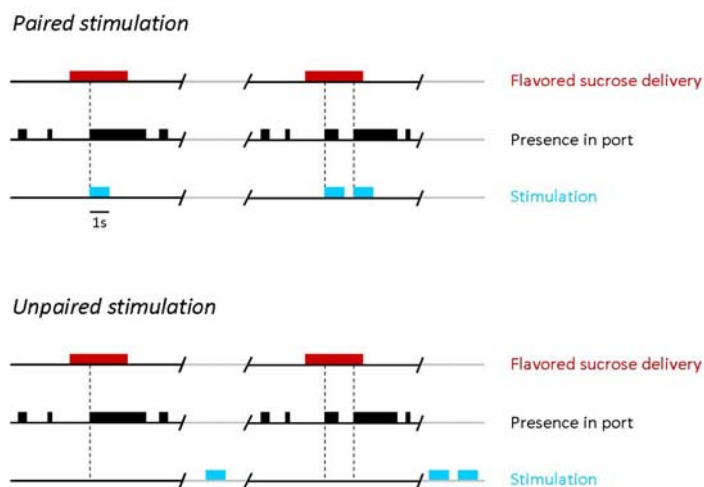 Paired stimulation
Flavored sucrose delivery
Presence in port
Stimulation
1s
Unpaired stimulation
Flavored sucrose delivery
Presence in port
Stimulation